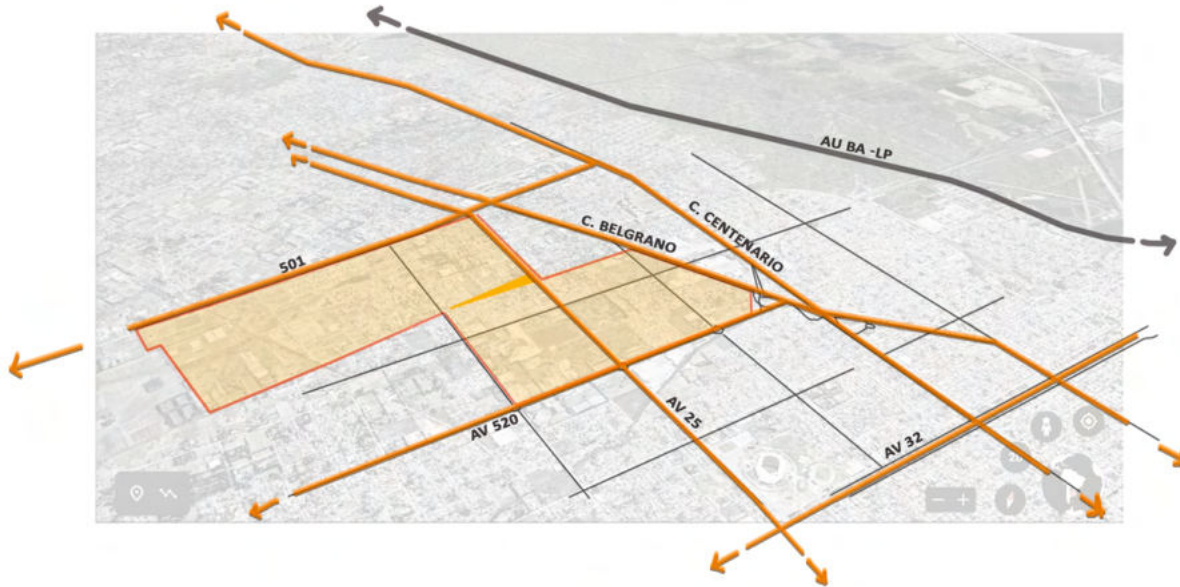 AU BA -LP
C. CENTENARIO
C. BELGRANO
501
AV 25
AV 520
AV 32